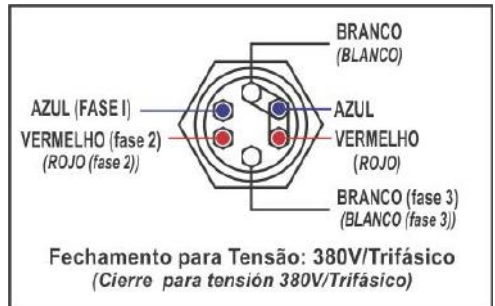 BRANCO
(BLANCO)
AZUL (FASE I)
AZUL
VERMELHO (fase 2)
(ROJO (fase 2))
VERMELHO
(ROJO)
BRANCO (fase 3)
(BLANCO (fase 3))
Fechamento para Tensão: 380V/Trifásico
(Cierre para tensión 380V/Trifásico)